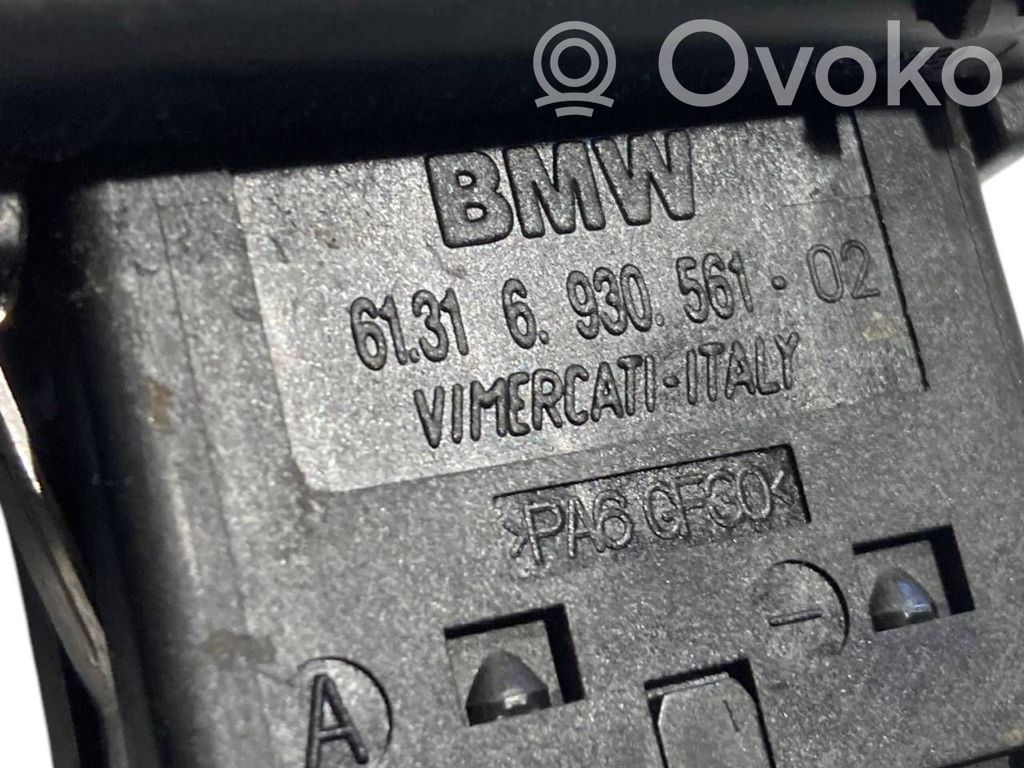 Ovoko
BMW
61.31 6.930.561-02
VIMERCATI-ITALY
>PA6 GF30<
A